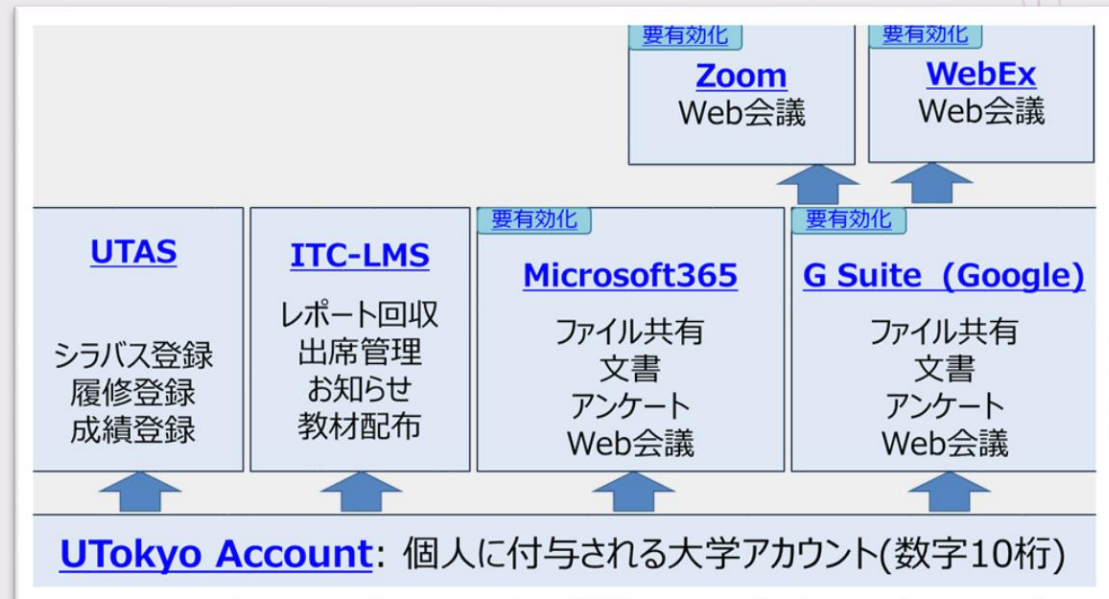 要有効化
Zoom
Web会議
要有効化
WebEx
Web会議
UTAS
シラバス登録
履修登録
成績登録
ITC-LMS
レポート回収
出席管理
お知らせ
教材配布
要有効化
Microsoft365
ファイル共有
文書
アンケート
Web会議
要有効化
G Suite (Google)
ファイル共有
文書
アンケート
Web会議
UTokyo Account: 個人に付与される大学アカウント(数字10桁)